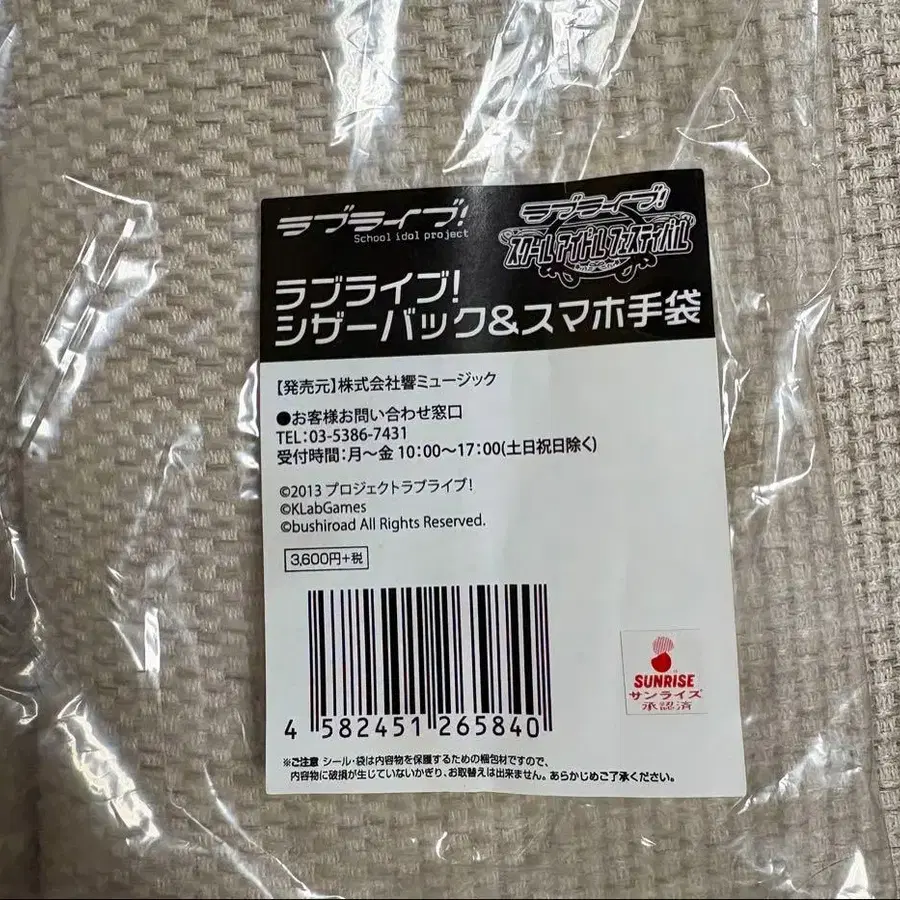 ラブライブ!
School idol project
ラブライブ!
スクールアイドルフェスティバル
ラブライブ!
シザーバック&スマホ手袋
【発売元】株式会社響ミュージック
●お客様お問い合わせ窓口
TEL:03-5386-7431
受付時間:月〜金 10:00〜17:00(土日祝日除く)
©2013 プロジェクトラブライブ!
©KLabGames
©bushiroad All Rights Reserved.
3,600円+税
4 582451 265840
SUNRISE
サンライズ
承認済
※ご注意 シール・袋は内容物を保護するための梱包材ですので、
内容物に破損が生じていないかぎり、お取替えは出来ません。あらかじめご了承ください。